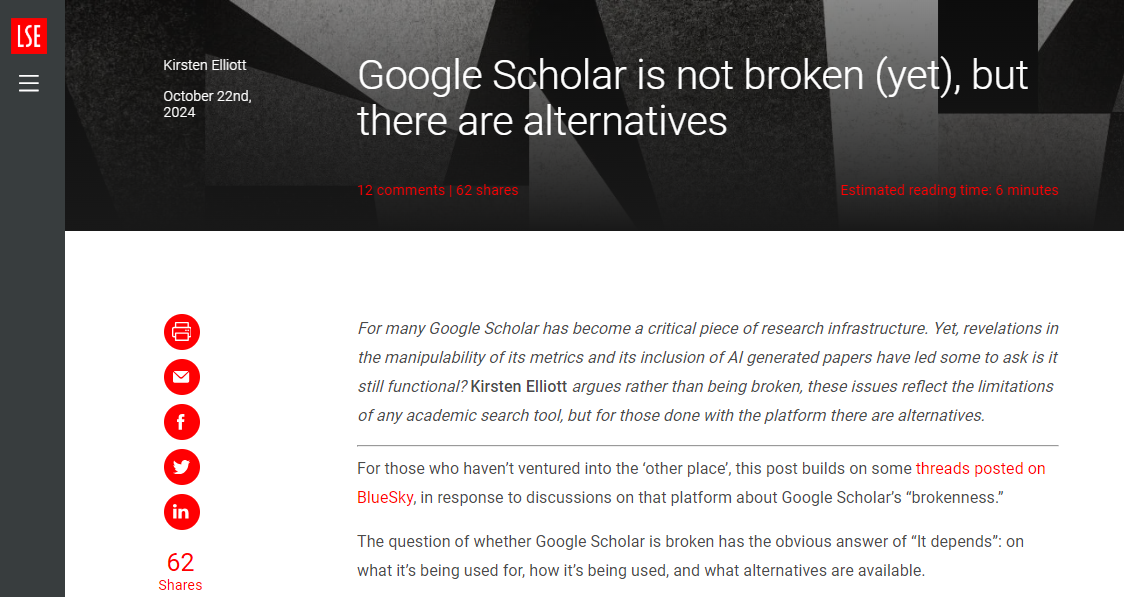 LSE
Kirsten Elliott
October 22nd,
2024
Google Scholar is not broken (yet), but
there are alternatives
12 comments | 62 shares
Estimated reading time: 6 minutes
For many Google Scholar has become a critical piece of research infrastructure. Yet, revelations in
the manipulability of its metrics and its inclusion of AI generated papers have led some to ask is it
still functional? Kirsten Elliott argues rather than being broken, these issues reflect the limitations
of any academic search tool, but for those done with the platform there are alternatives.
For those who haven’t ventured into the ‘other place’, this post builds on some threads posted on
BlueSky, in response to discussions on that platform about Google Scholar’s “brokenness.”
The question of whether Google Scholar is broken has the obvious answer of “It depends”: on
what it’s being used for, how it’s being used, and what alternatives are available.
62
Shares